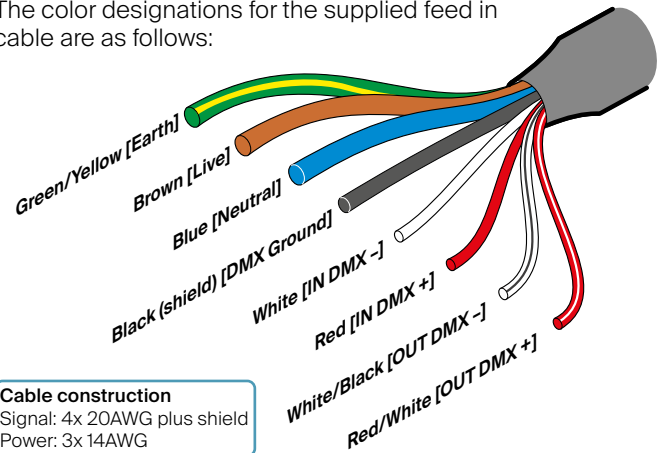 The color designations for the supplied feed in
cable are as follows:
Green/Yellow [Earth]
Brown [Live]
Blue [Neutral]
Black (shield) [DMX Ground]
White [IN DMX -]
Red [IN DMX +]
White/Black [OUT DMX -]
Red/White [OUT DMX +]
Cable construction
Signal: 4x 20AWG plus shield
Power: 3x 14AWG